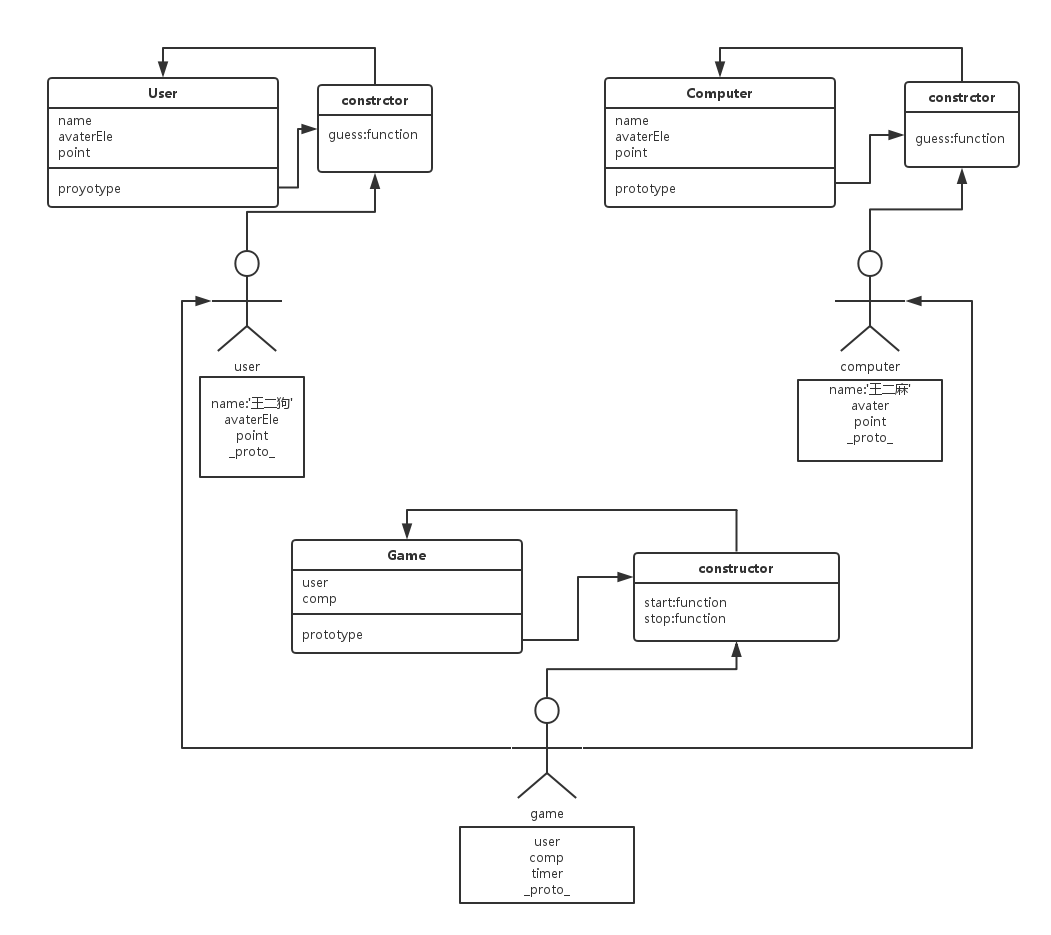 User
name
avaterEle
point
proyotype
constrctor
guess:function
Computer
name
avaterEle
point
prototype
constrctor
guess:function
user
name:'王二狗'
avaterEle
point
_proto_
computer
name:'王二麻'
avater
point
_proto_
Game
user
comp
prototype
constructor
start:function
stop:function
game
user
comp
timer
_proto_